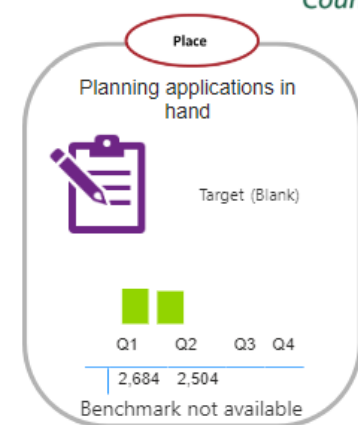 Place
Planning applications in
hand
Target (Blank)
Q1 Q2 Q3 Q4
2,684 2,504
Benchmark not available